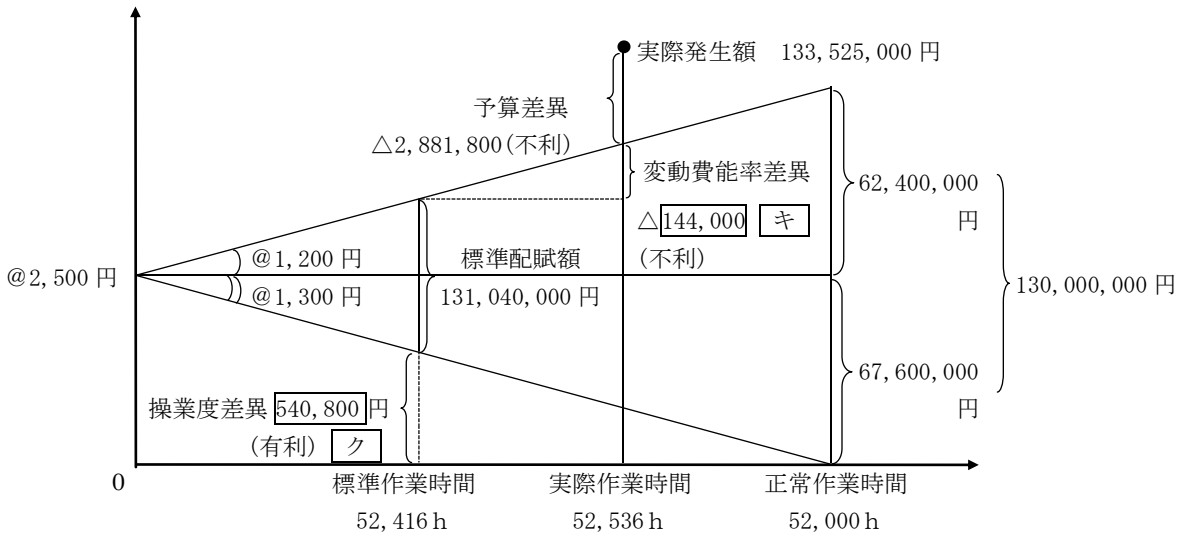 実際発生額 133,525,000 円
予算差異
△2,881,800(不利)
変動費能率差異
△144,000 キ
(不利)
62,400,000
円
@1,200 円
標準配賦額
@2,500 円
@1,300 円
131,040,000 円
130,000,000 円
67,600,000
円
操業度差異 540,800 円
(有利) ク
0
標準作業時間
52,416h
実際作業時間
52,536h
正常作業時間
52,000h